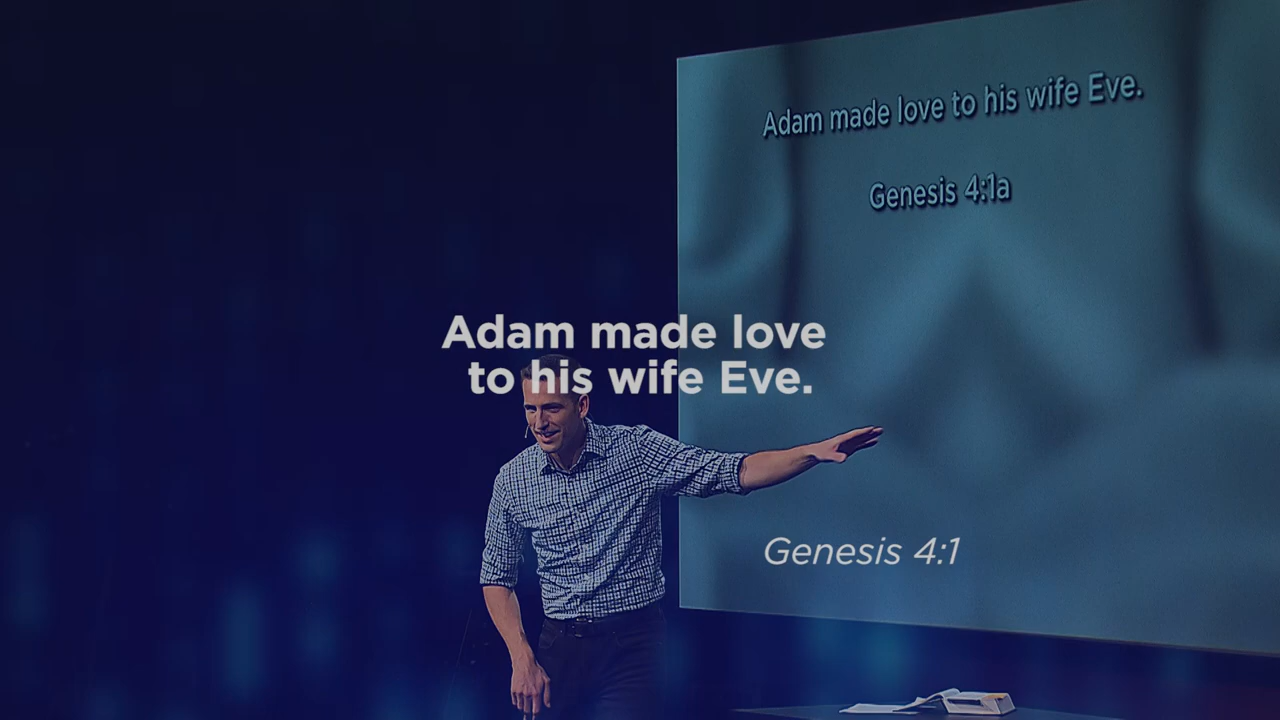 Adam made love to his wife Eve.
Genesis 4:1a
Adam made love
to his wife Eve.
Genesis 4:1